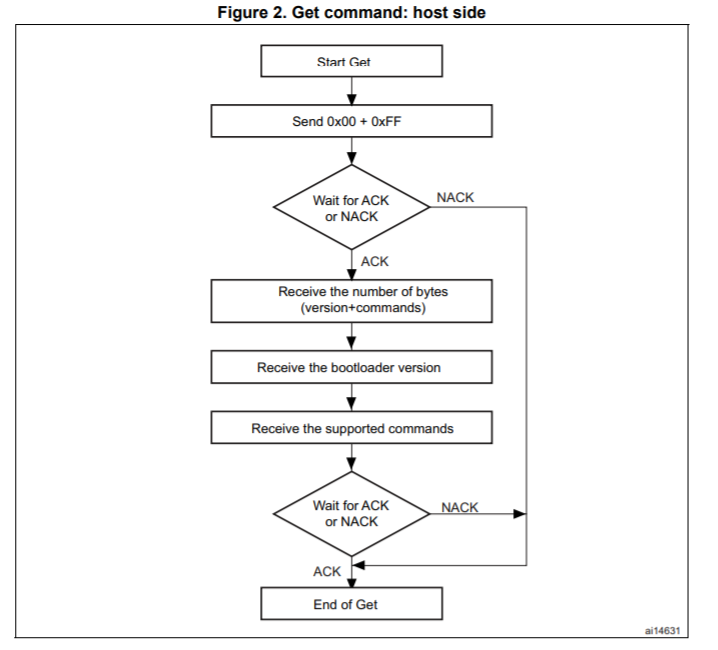 Figure 2. Get command: host side
Start Get
Send 0x00 + 0xFF
Wait for ACK
or NACK
NACK
ACK
Receive the number of bytes
(version+commands)
Receive the bootloader version
Receive the supported commands
Wait for ACK
or NACK
NACK
ACK
End of Get
ai14631